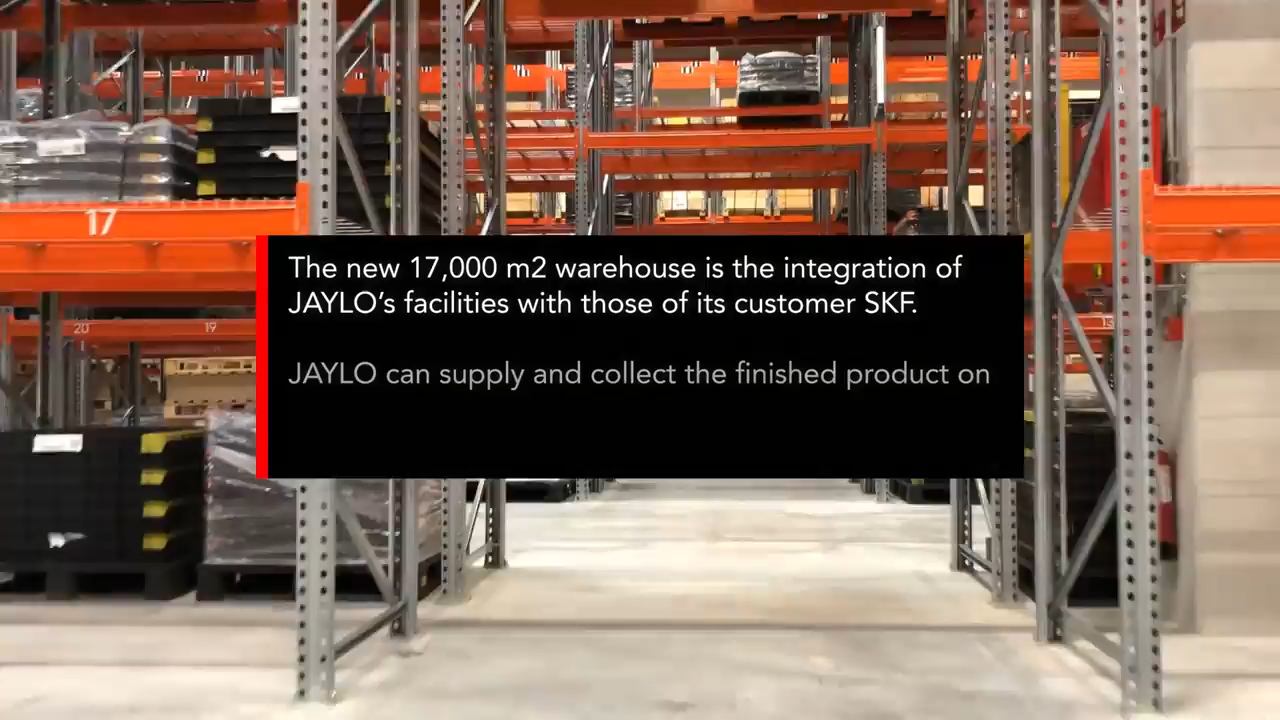 17
The new 17,000 m2 warehouse is the integration of
JAYLO’s facilities with those of its customer SKF.
JAYLO can supply and collect the finished product on
20
19